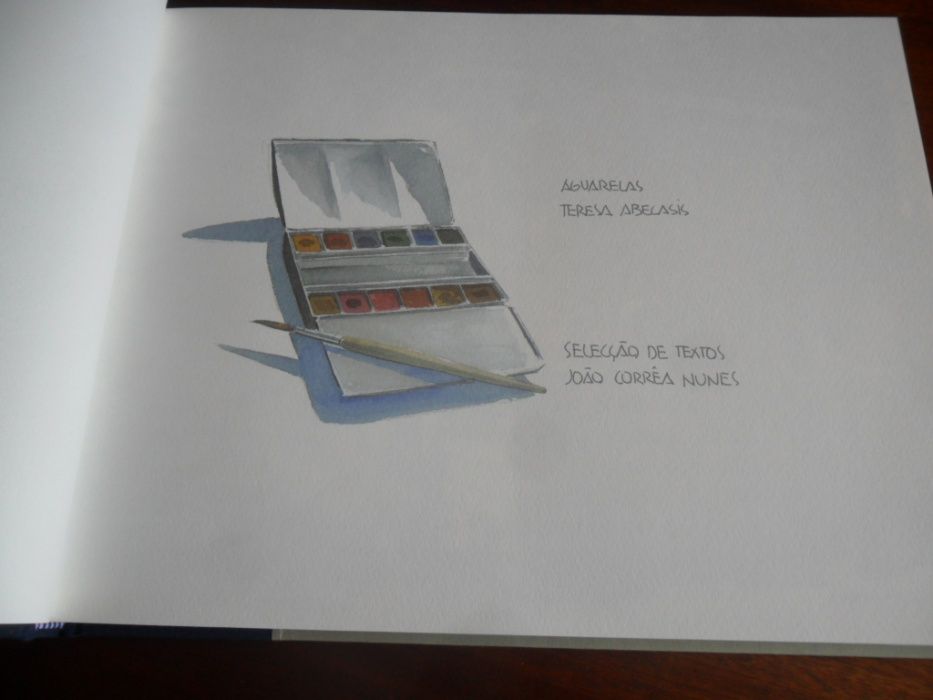 AGUARELAS
TERESA ABECASIS
SELECÇÃO DE TEXTOS
JOÃO CORRÊA NUNES